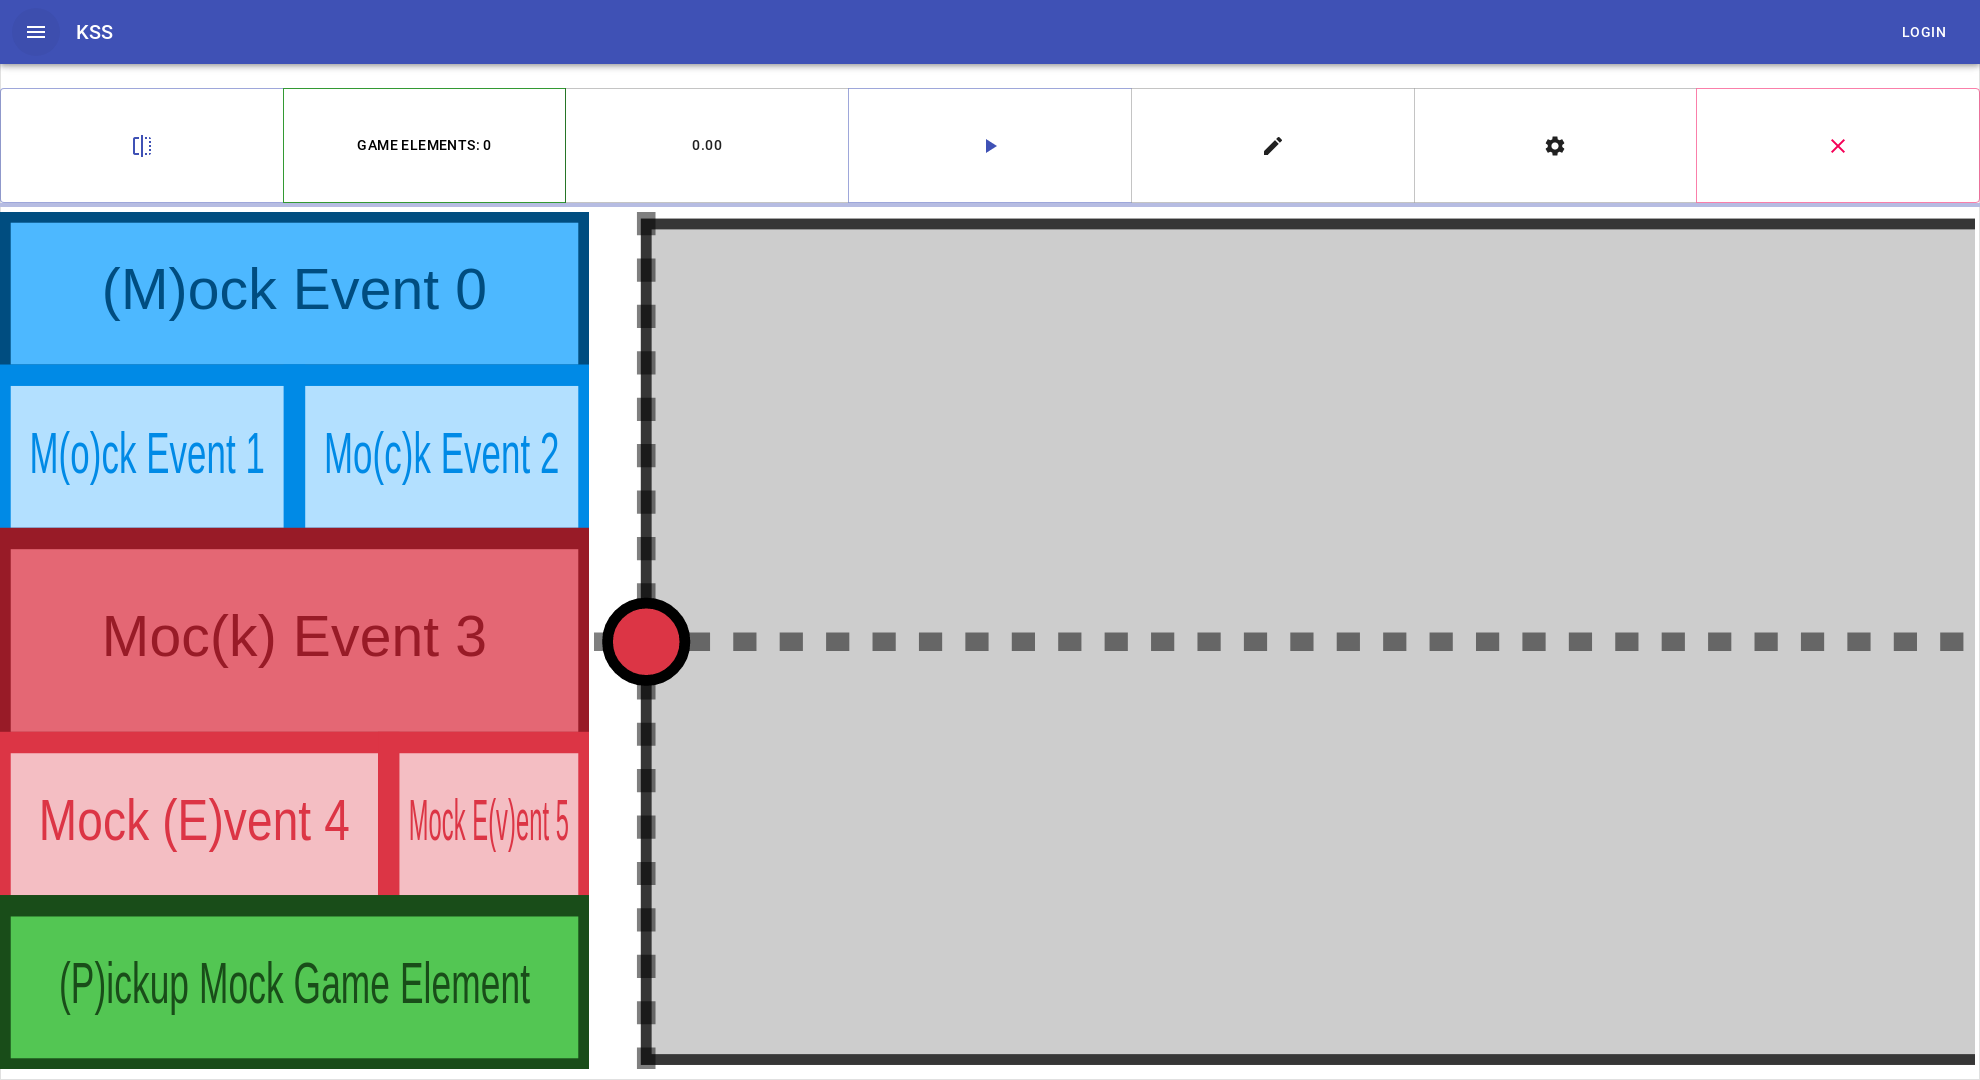 KSS
LOGIN
GAME ELEMENTS: 0
0.00
(M)ock Event 0
M(o)ck Event 1
Mo(c)k Event 2
Moc(k) Event 3
Mock (E)vent 4
Mock E(v)ent 5
(P)ickup Mock Game Element